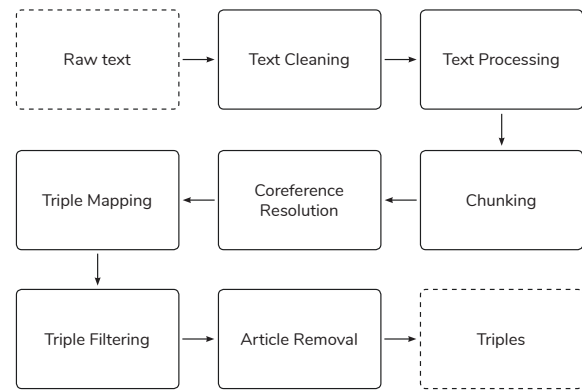 Raw text
Text Cleaning
Text Processing
Chunking
Coreference
Resolution
Triple Mapping
Triple Filtering
Article Removal
Triples